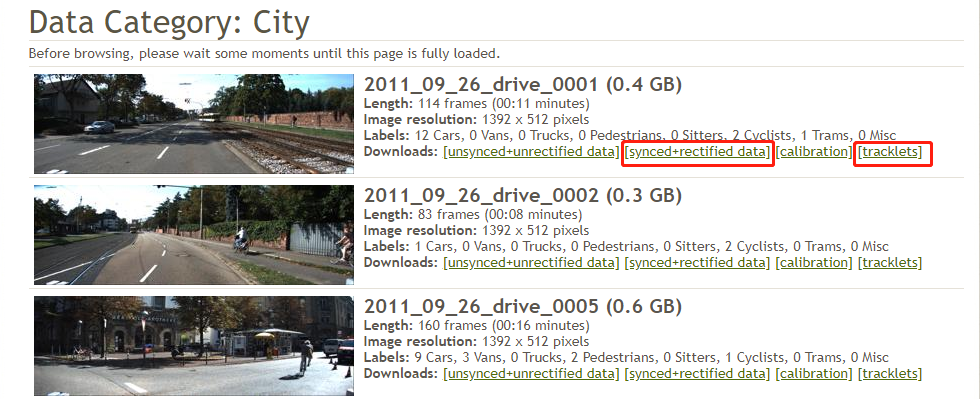 Data Category: City
Before browsing, please wait some moments until this page is fully loaded.
2011_09_26_drive_0001 (0.4 GB)
Length: 114 frames (00:11 minutes)
Image resolution: 1392 x 512 pixels
Labels: 12 Cars, 0 Vans, 0 Trucks, 0 Pedestrians, 0 Sitters, 2 Cyclists, 1 Trams, 0 Misc
Downloads: [unsynced+unrectified data] [synced+rectified data] [calibration] [tracklets]
2011_09_26_drive_0002 (0.3 GB)
Length: 83 frames (00:08 minutes)
Image resolution: 1392 x 512 pixels
Labels: 1 Cars, 0 Vans, 0 Trucks, 0 Pedestrians, 0 Sitters, 2 Cyclists, 0 Trams, 0 Misc
Downloads: [unsynced+unrectified data] [synced+rectified data] [calibration] [tracklets]
2011_09_26_drive_0005 (0.6 GB)
Length: 160 frames (00:16 minutes)
Image resolution: 1392 x 512 pixels
Labels: 9 Cars, 3 Vans, 0 Trucks, 2 Pedestrians, 0 Sitters, 1 Cyclists, 0 Trams, 0 Misc
Downloads: [unsynced+unrectified data] [synced+rectified data] [calibration] [tracklets]